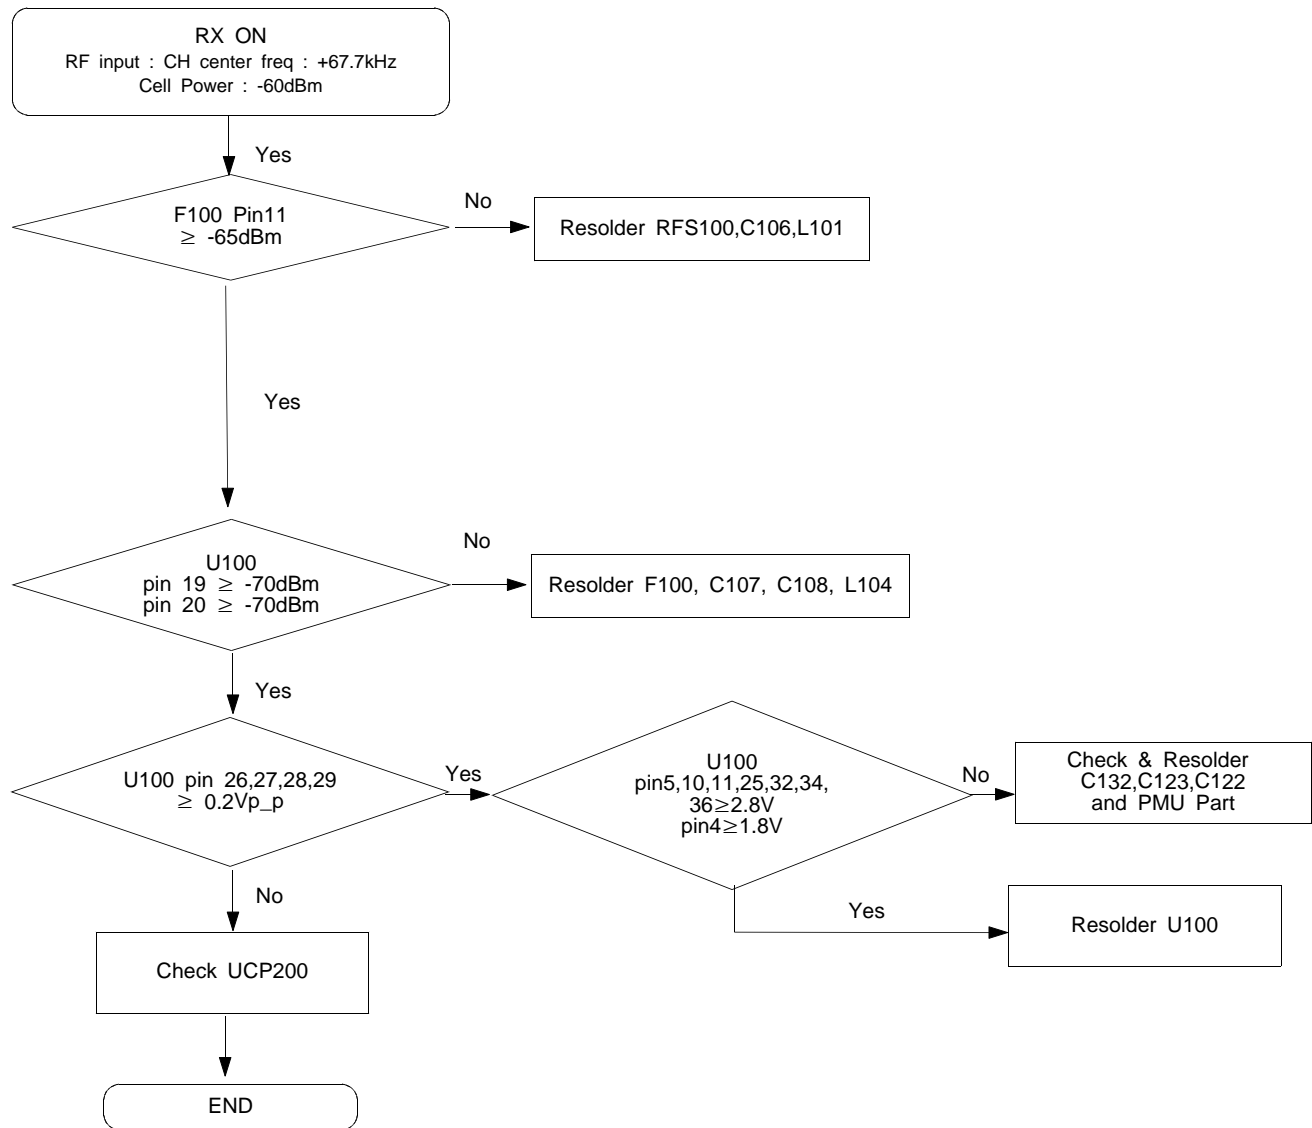 RX ON
RF input : CH center freq : +67.7kHz
Cell Power : -60dBm
Yes
F100 Pin11
≥ -65dBm
No
Resolder RFS100,C106,L101
Yes
U100
pin 19 ≥ -70dBm
pin 20 ≥ -70dBm
No
Resolder F100, C107, C108, L104
Yes
U100 pin 26,27,28,29
≥ 0.2Vp_p
Yes
U100
pin5,10,11,25,32,34,
36≥2.8V
pin4≥1.8V
No
Check & Resolder
C132,C123,C122
and PMU Part
Yes
Resolder U100
No
Check UCP200
END